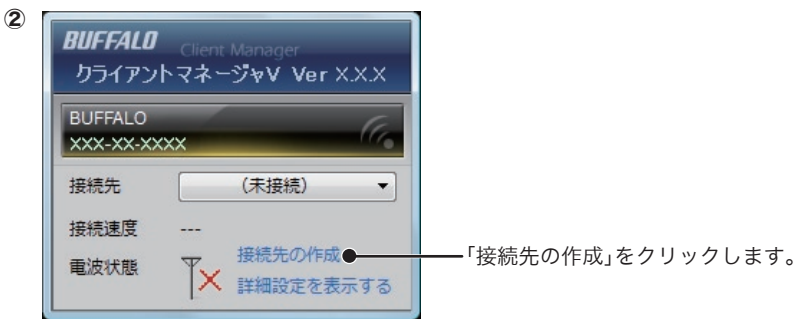 ②
BUFFALO Client Manager
クライアントマネージャV Ver X.X.X
BUFFALO
XXX-XX-XXXX
接続先 (未接続)
接続速度 ---
接続先の作成
「接続先の作成」をクリックします。
電波状態
詳細設定を表示する